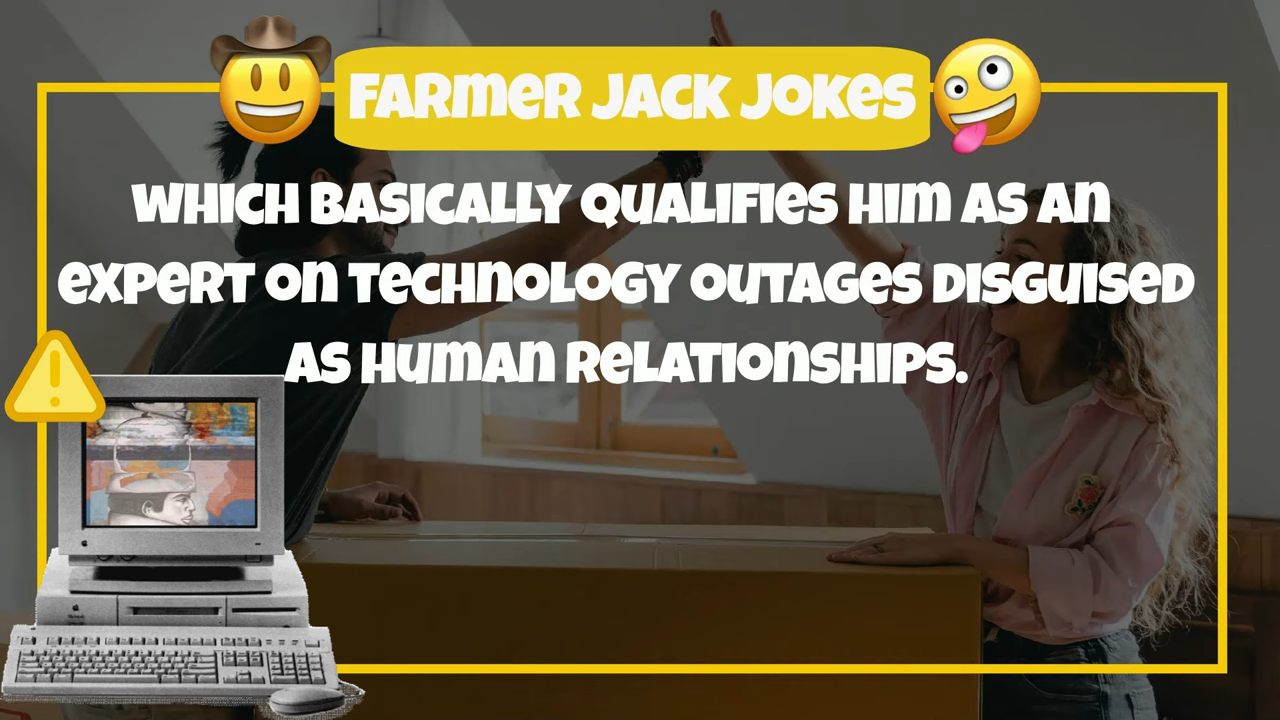 FARMER JACK JOKES
WHICH BASICALLY QUALIFIES HIM AS AN
EXPERT ON TECHNOLOGY OUTAGES DISGUISED
AS HUMAN RELATIONSHIPS.